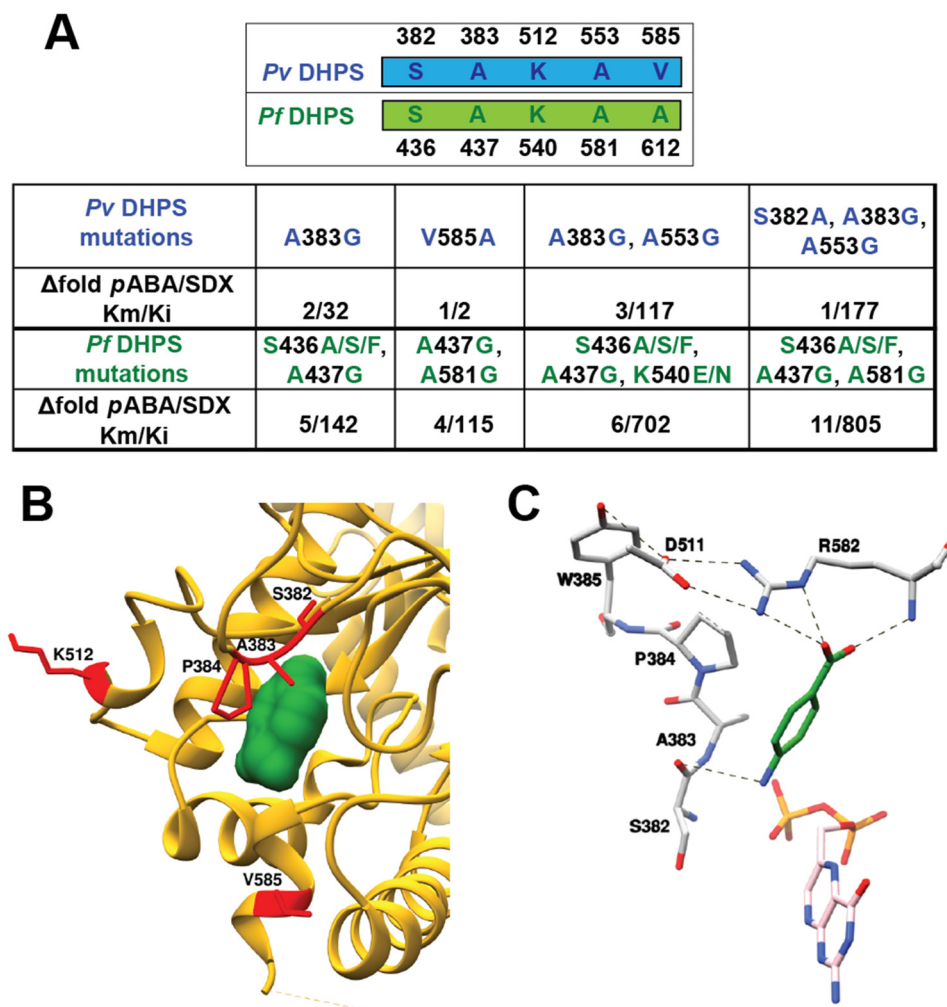 A
382 383 512 553 585
Pv DHPS S A K A V
Pf DHPS S A K A A
436 437 540 581 612
Pv DHPS mutations
A383G
V585A
A383G, A553G
S382A, A383G,
A553G
Δfold pABA/SDX
Km/Ki
2/32
1/2
3/117
1/177
Pf DHPS
mutations
S436A/S/F,
A437G
A437G,
A581G
S436A/S/F,
A437G, K540E/N
S436A/S/F,
A437G, A581G
Δfold pABA/SDX
Km/Ki
5/142
4/115
6/702
11/805
B
S382
A383
K512
P384
V585
C
D511
R582
W385
P384
A383
S382